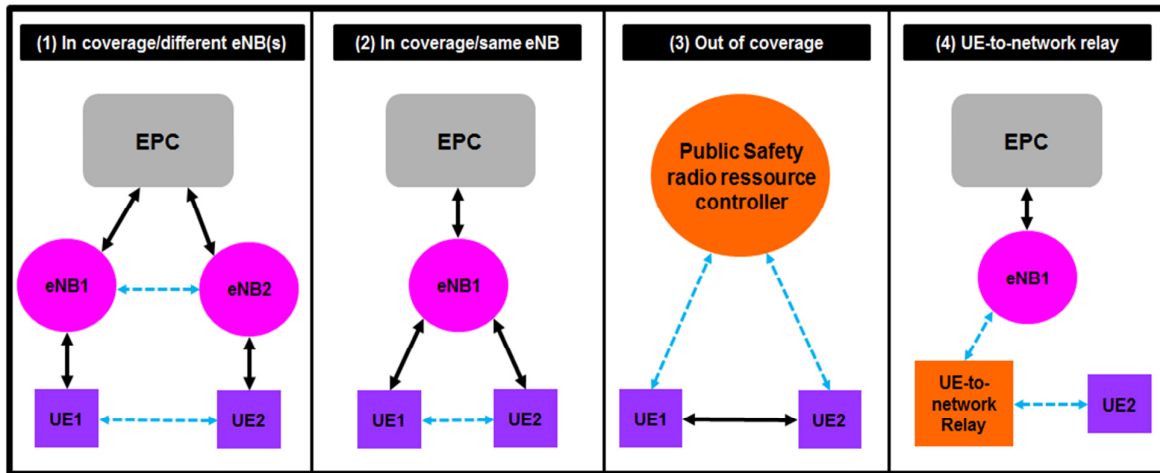 (1) In coverage/different eNB(s)
EPC
eNB1
eNB2
UE1
UE2
(2) In coverage/same eNB
EPC
eNB1
UE1
UE2
(3) Out of coverage
Public Safety
radio ressource
controller
UE1
UE2
(4) UE-to-network relay
EPC
eNB1
UE-to-
network
Relay
UE2